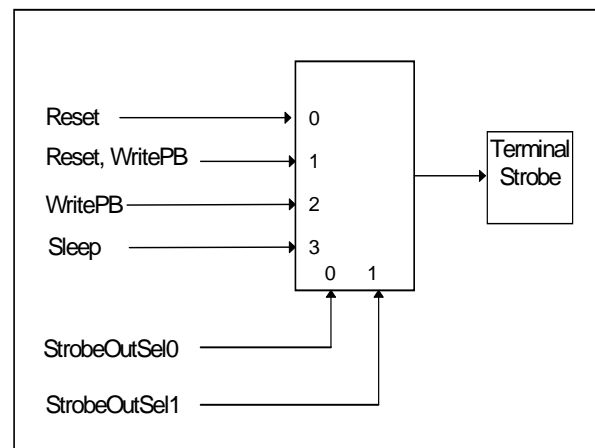 Reset
0
Terminal
Strobe
Reset, WritePB
1
WritePB
2
Sleep
3
0 1
StrobeOutSel0
StrobeOutSel1